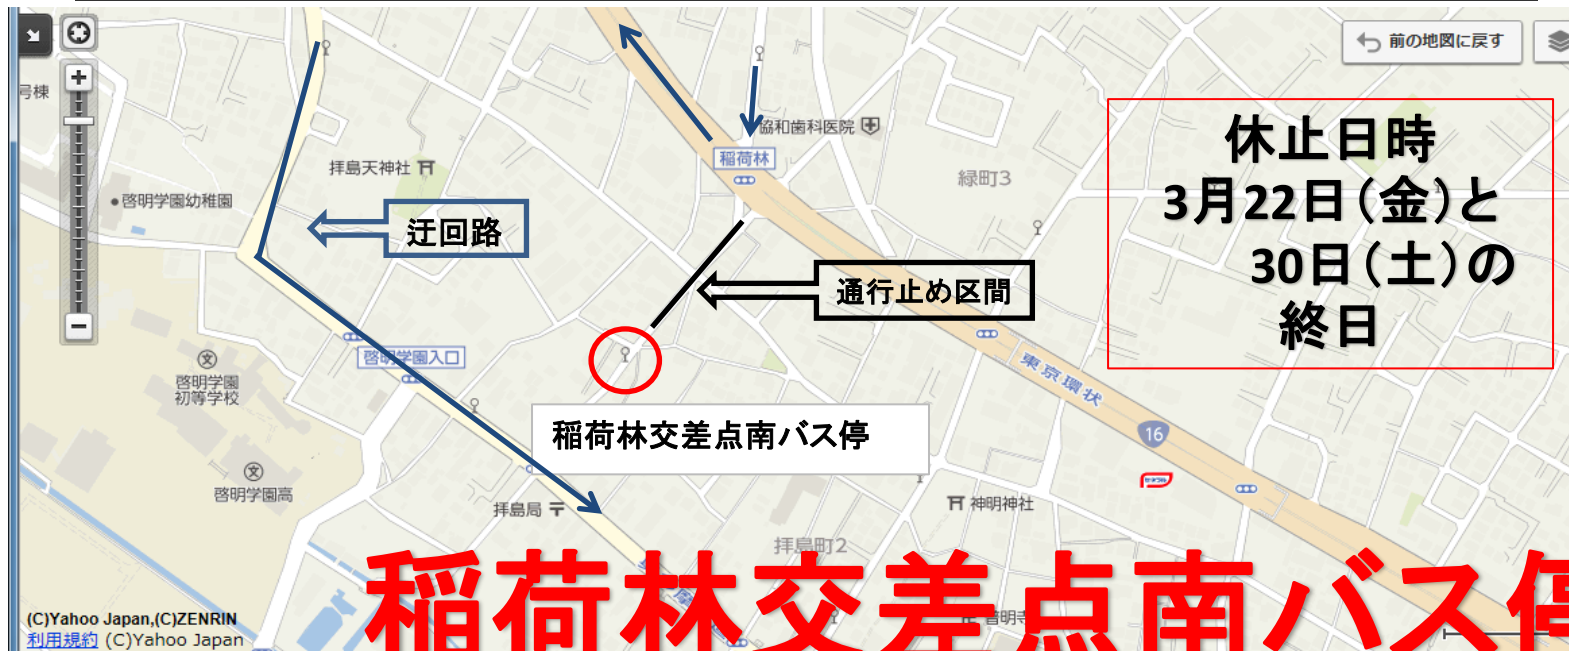 前の地図に戻す
号棟
協和歯科医院
稲荷林
拝島天神社
緑町3
啓明学園幼稚園
休止日時
3月22日(金)と
30日(土)の
終日
迂回路
通行止め区間
啓明学園入口
東京環状
啓明学園
初等学校
16
稲荷林交差点南バス停
啓明学園高
拝島局
神明神社
拝島町2
稲荷林交差点南バス停
普明寺
(C)Yahoo Japan,(C)ZENRIN
利用規約 (C)Yahoo Japan